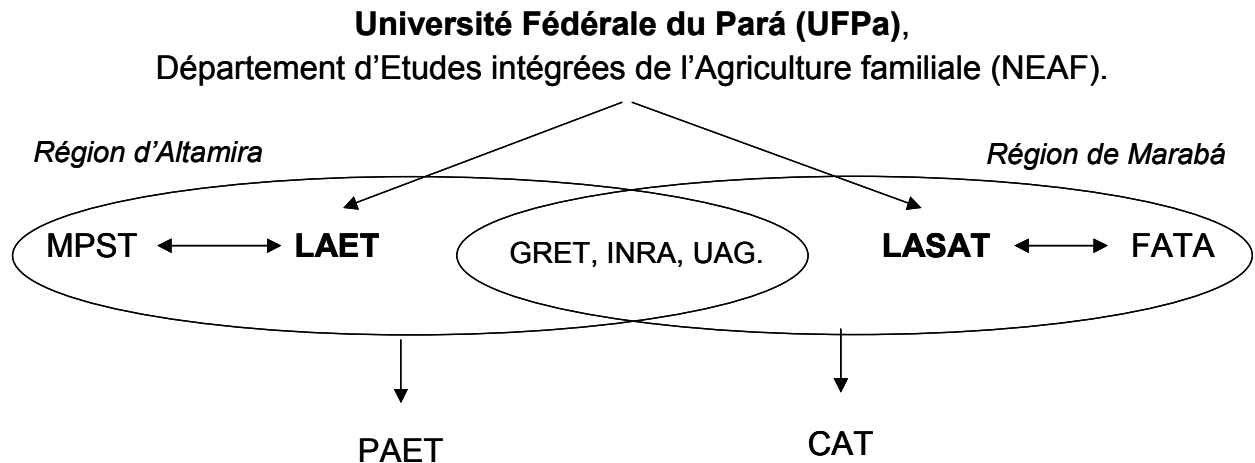 Université Fédérale du Pará (UFPa),
Département d'Etudes intégrées de l'Agriculture familiale (NEAF).
Région d'Altamira
Région de Marabá
MPST
LAET
GRET, INRA, UAG.
LASAT
FATA
PAET
CAT